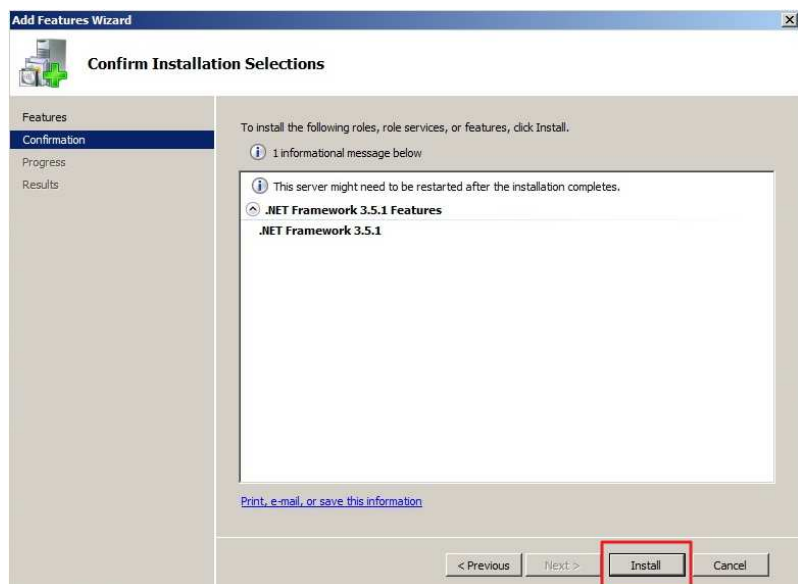 Add Features Wizard
Confirm Installation Selections
Features
Confirmation
Progress
Results
To install the following roles, role services, or features, click Install.
1 informational message below
This server might need to be restarted after the installation completes.
.NET Framework 3.5.1 Features
.NET Framework 3.5.1
Print, e-mail, or save this information
< Previous
Next >
Install
Cancel